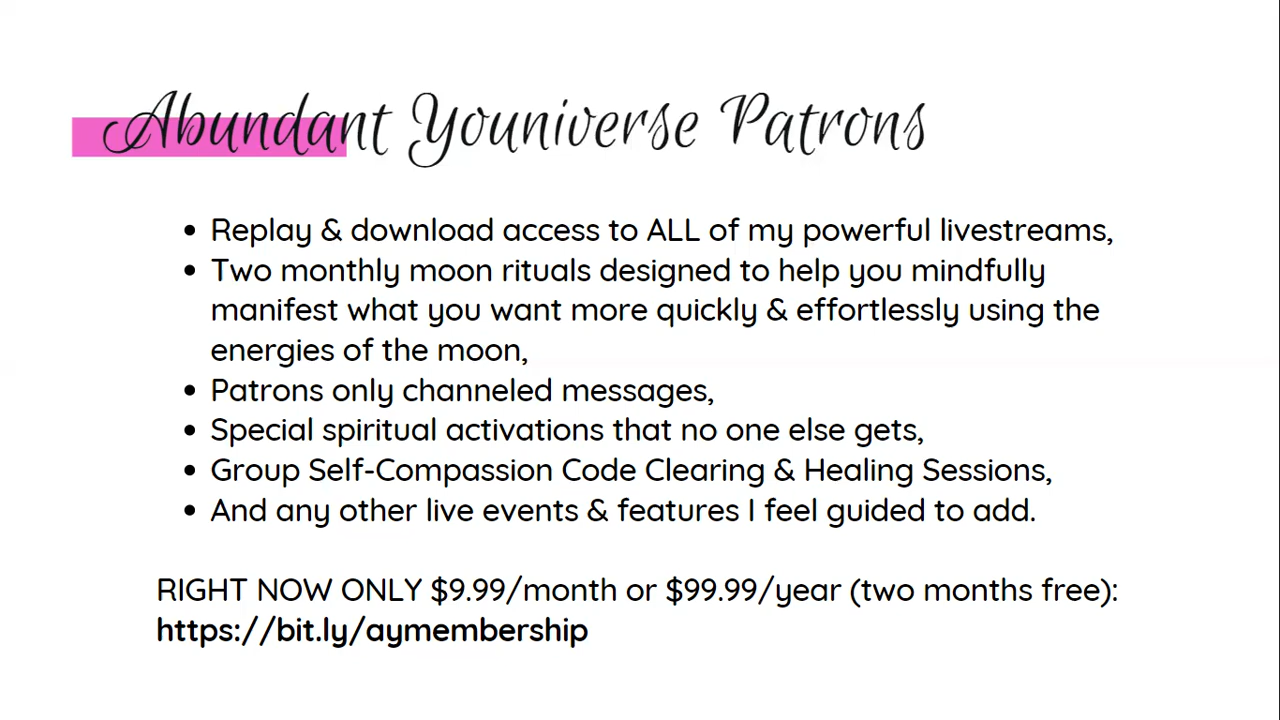 Abundant Youniverse Patrons
• Replay & download access to ALL of my powerful livestreams,
• Two monthly moon rituals designed to help you mindfully
manifest what you want more quickly & effortlessly using the
energies of the moon,
• Patrons only channeled messages,
• Special spiritual activations that no one else gets,
• Group Self-Compassion Code Clearing & Healing Sessions,
• And any other live events & features I feel guided to add.
RIGHT NOW ONLY $9.99/month or $99.99/year (two months free):
https://bit.ly/aymembership